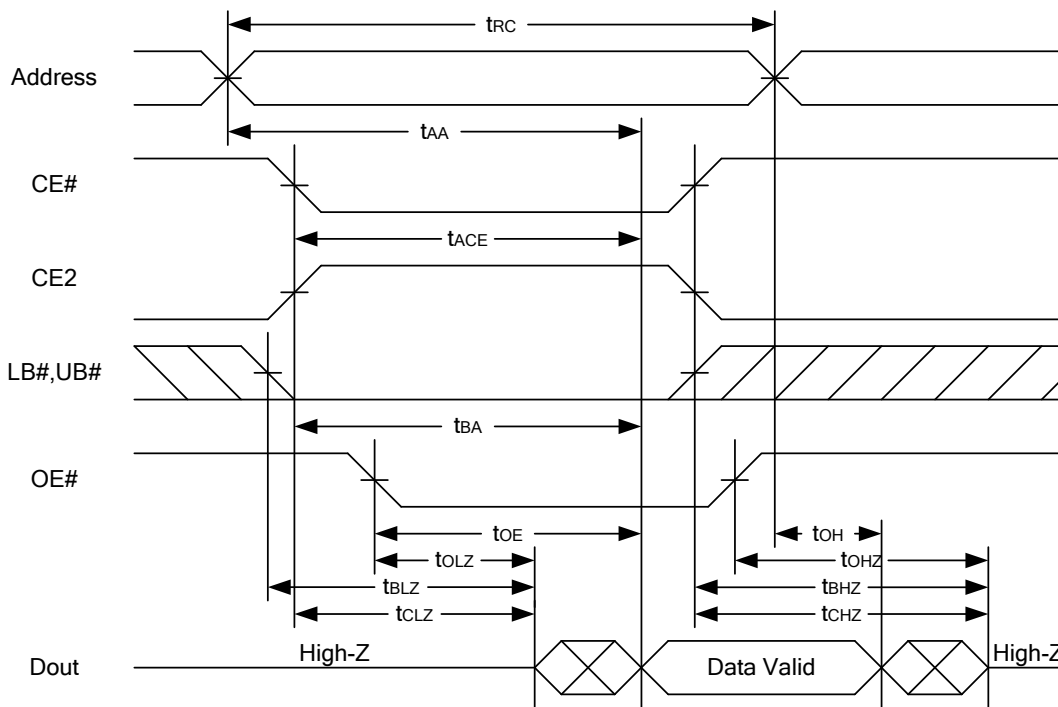 tRC
Address
tAA
CE#
tACE
CE2
LB#,UB#
tBA
OE#
tOE
tOH
tOLZ
tOHZ
tBLZ
tBHZ
tCLZ
tCHZ
Dout High-Z Data Valid High-Z